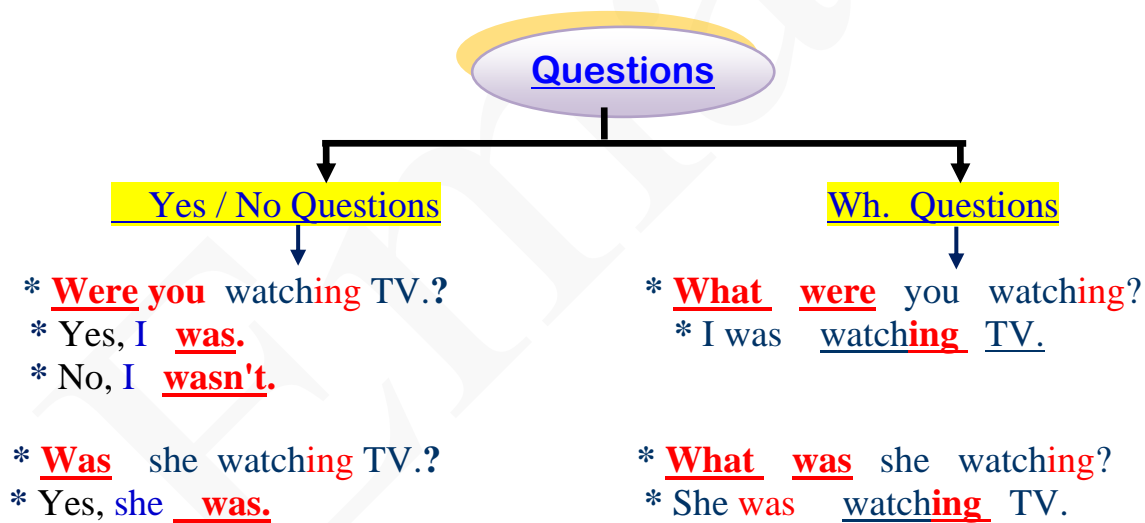 Questions
Yes / No Questions
* Were you watching TV.?
* Yes, I was.
* No, I wasn't.
* Was she watching TV.?
* Yes, she was.
Wh. Questions
* What were you watching?
* I was watching TV.
* What was she watching?
* She was watching TV.